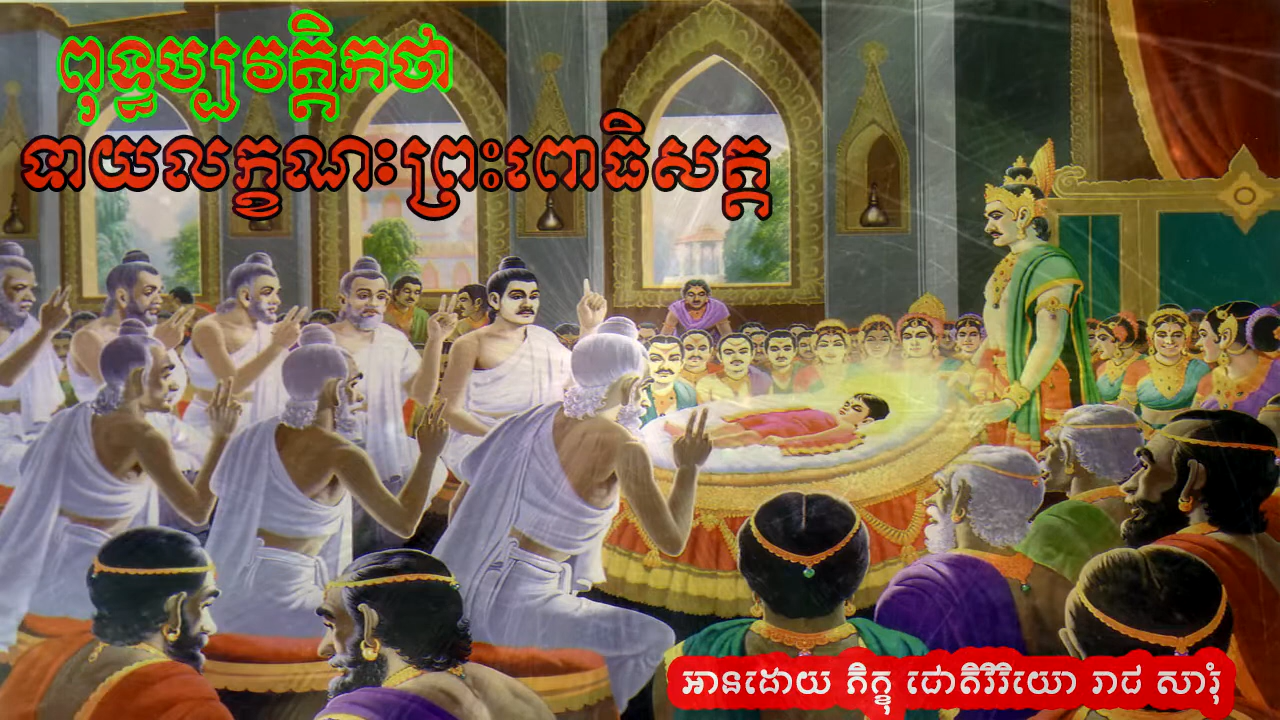 ពុទ្ធប្បវត្តិកថា
ទាយលក្ខណៈព្រះពោធិសត្ត
អានដោយ ភិក្ខុ ជោតិវិរិយោ រាជ សារុំ